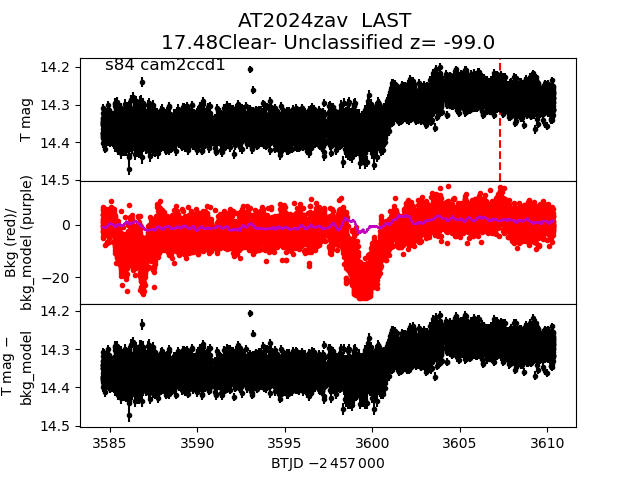 AT2024zav  LAST
17.48Clear- Unclassified z= -99.0
s84 cam2ccd1
14.2
14.3
14.4
14.5
T mag
0
−20
Bkg (red)/
bkg_model (purple)
14.2
14.3
14.4
14.5
T mag −
bkg_model
3585 3590 3595 3600 3605 3610
BTJD −2 457 000